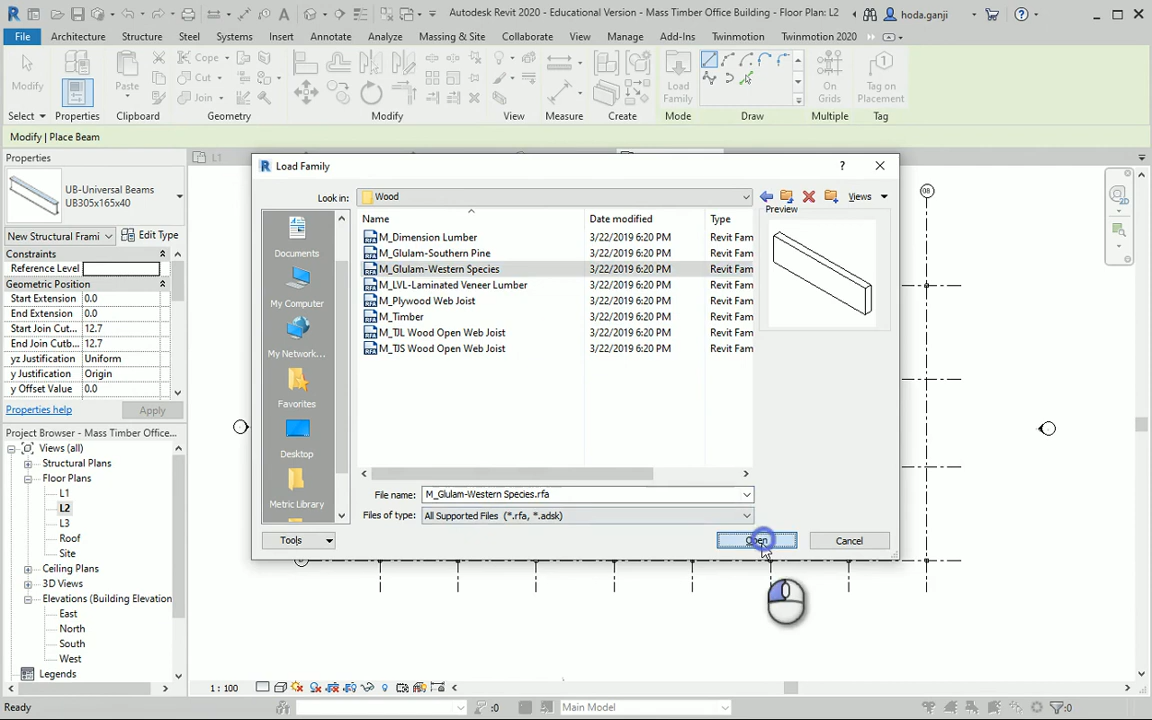 Autodesk Revit 2020 - Educational Version - Mass Timber Office Building - Floor Plan: L2
hoda.ganji
File Architecture Structure Steel Systems Insert Annotate Analyze Massing & Site Collaborate View Manage Add-Ins Twinmotion Twinmotion 2020
Modify
Properties
Paste
Cope
Cut
Join
Load
Family
On
Grids
Tag on
Placement
Select Properties Clipboard Geometry Modify View Measure Create Mode Draw Multiple Tag
Modify | Place Beam
Properties
UB-Universal Beams
UB305x165x40
New Structural Frami
Edit Type
Constraints
Reference Level
Geometric Position
Start Extension 0.0
End Extension 0.0
Start Join Cut... 12.7
End Join Cutb... 12.7
yz Justification Uniform
y Justification Origin
y Offset Value 0.0
Properties help
Apply
Project Browser - Mass Timber Office...
Views (all)
Structural Plans
Floor Plans
L1
L2
L3
Roof
Site
Ceiling Plans
3D Views
Elevations (Building Elevation
East
North
South
West
Legends
L1
08
Load Family
Look in: Wood
Views
Name Date modified Type
M_Dimension Lumber 3/22/2019 6:20 PM Revit Fam
M_Glulam-Southern Pine 3/22/2019 6:20 PM Revit Fam
M_Glulam-Western Species 3/22/2019 6:20 PM Revit Fam
M_LVL-Laminated Veneer Lumber 3/22/2019 6:20 PM Revit Fam
M_Plywood Web Joist 3/22/2019 6:20 PM Revit Fam
M_Timber 3/22/2019 6:20 PM Revit Fam
M_TJL Wood Open Web Joist 3/22/2019 6:20 PM Revit Fam
M_TJS Wood Open Web Joist 3/22/2019 6:20 PM Revit Fam
Preview
Documents
My Computer
My Network...
Favorites
Desktop
Metric Library
File name: M_Glulam-Western Species.rfa
Files of type: All Supported Files (*.rfa, *.adsk)
Tools
Open
Cancel
1 : 100
Ready
:0
Main Model
:0